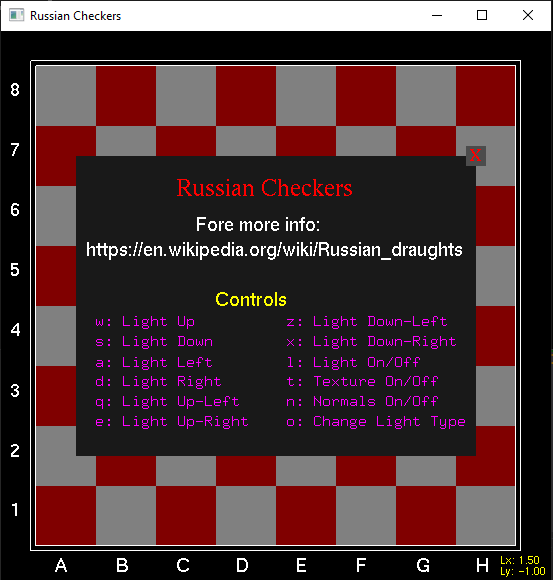 Russian Checkers
8
7
X
Russian Checkers
6
Fore more info:
https://en.wikipedia.org/wiki/Russian_draughts
5
Controls
4
w: Light Up z: Light Down-Left
s: Light Down x: Light Down-Right
a: Light Left l: Light On/Off
3
d: Light Right t: Texture On/Off
q: Light Up-Left n: Normals On/Off
e: Light Up-Right o: Change Light Type
2
1
A B C D E F G H
Lx: 1.50
Ly: -1.00